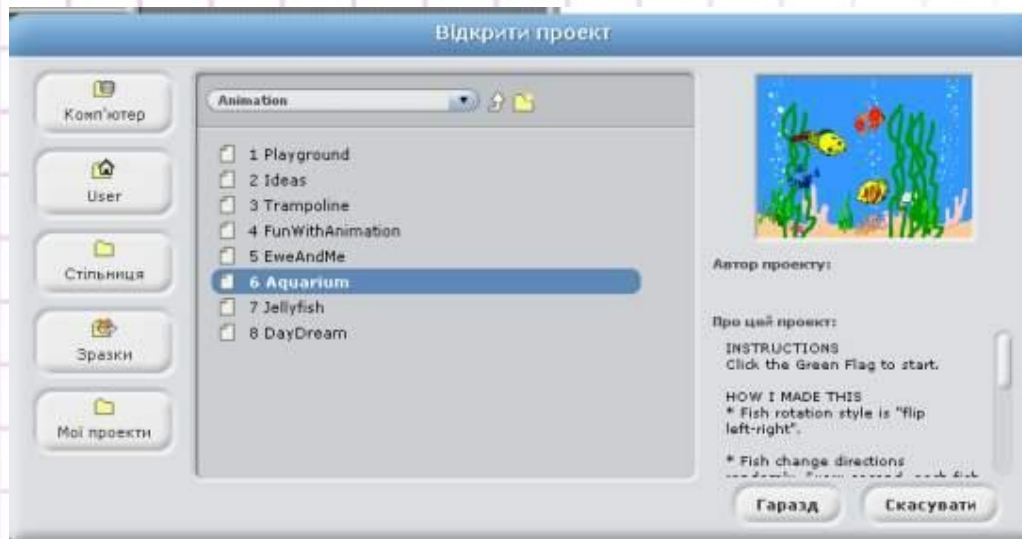 Відкрити проект
Комп'ютер
User
Стільниця
Зразки
Мої проекти
Animation
1 Playground
2 Ideas
3 Trampoline
4 FunWithAnimation
5 EweAndMe
6 Aquarium
7 Jellyfish
8 DayDream
Автор проекту:
Про цей проект:
INSTRUCTIONS
Click the Green Flag to start.
HOW I MADE THIS
* Fish rotation style is "flip
left-right".
* Fish change directions
Гаразд
Скасувати